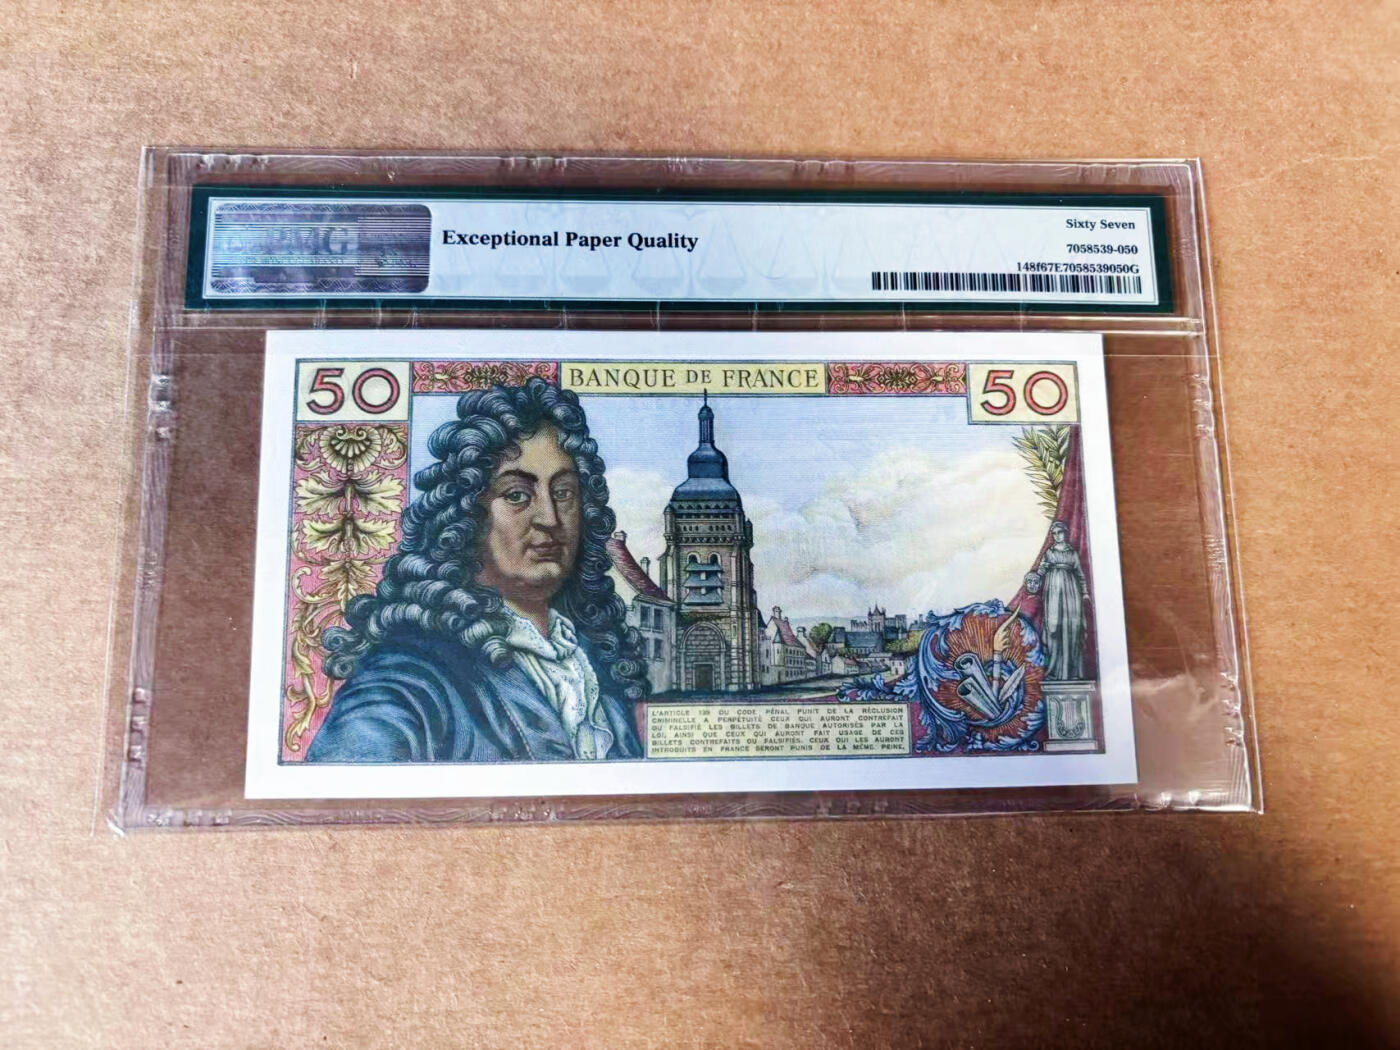 PMG
Exceptional Paper Quality
Sixty Seven
7058539-050
148f67E7058539050G
50
BANQUE DE FRANCE
50
L'ARTICLE 139 DU CODE PÉNAL PUNIT DE LA RÉCLUSION
CRIMINELLE A PERPÉTUITÉ CEUX QUI AURONT CONTREFAIT
OU FALSIFIÉ LES BILLETS DE BANQUE AUTORISÉS PAR LA
LOI, AINSI QUE CEUX QUI AURONT FAIT USAGE DE CES
BILLETS CONTREFAITS OU FALSIFIÉS. CEUX QUI LES AURONT
INTRODUITS EN FRANCE SERONT PUNIS DE LA MÊME PEINE.